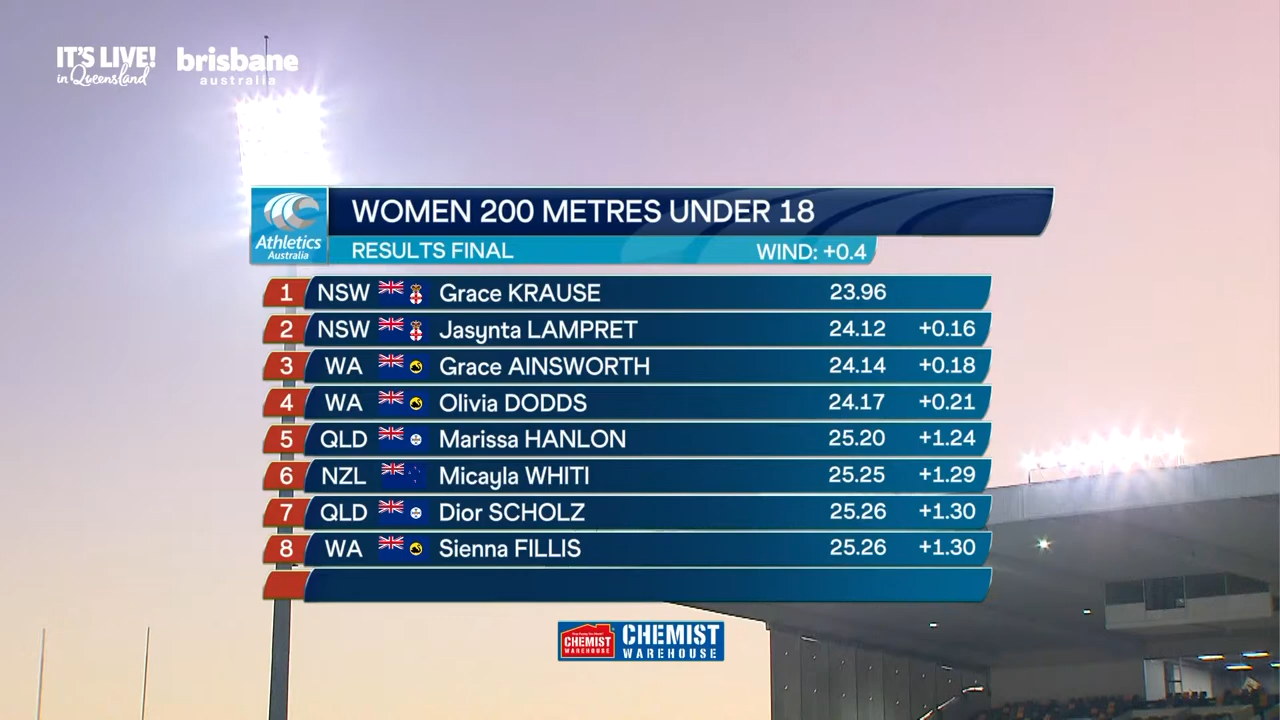 IT'S LIVE!
in Queensland
brisbane
australia
Athletics
Australia
WOMEN 200 METRES UNDER 18
RESULTS FINAL WIND: +0.4
1 NSW Grace KRAUSE 23.96
2 NSW Jasynta LAMPRET 24.12 +0.16
3 WA Grace AINSWORTH 24.14 +0.18
4 WA Olivia DODDS 24.17 +0.21
5 QLD Marissa HANLON 25.20 +1.24
6 NZL Micayla WHITI 25.25 +1.29
7 QLD Dior SCHOLZ 25.26 +1.30
8 WA Sienna FILLIS 25.26 +1.30
CHEMIST
WAREHOUSE
CHEMIST
WAREHOUSE